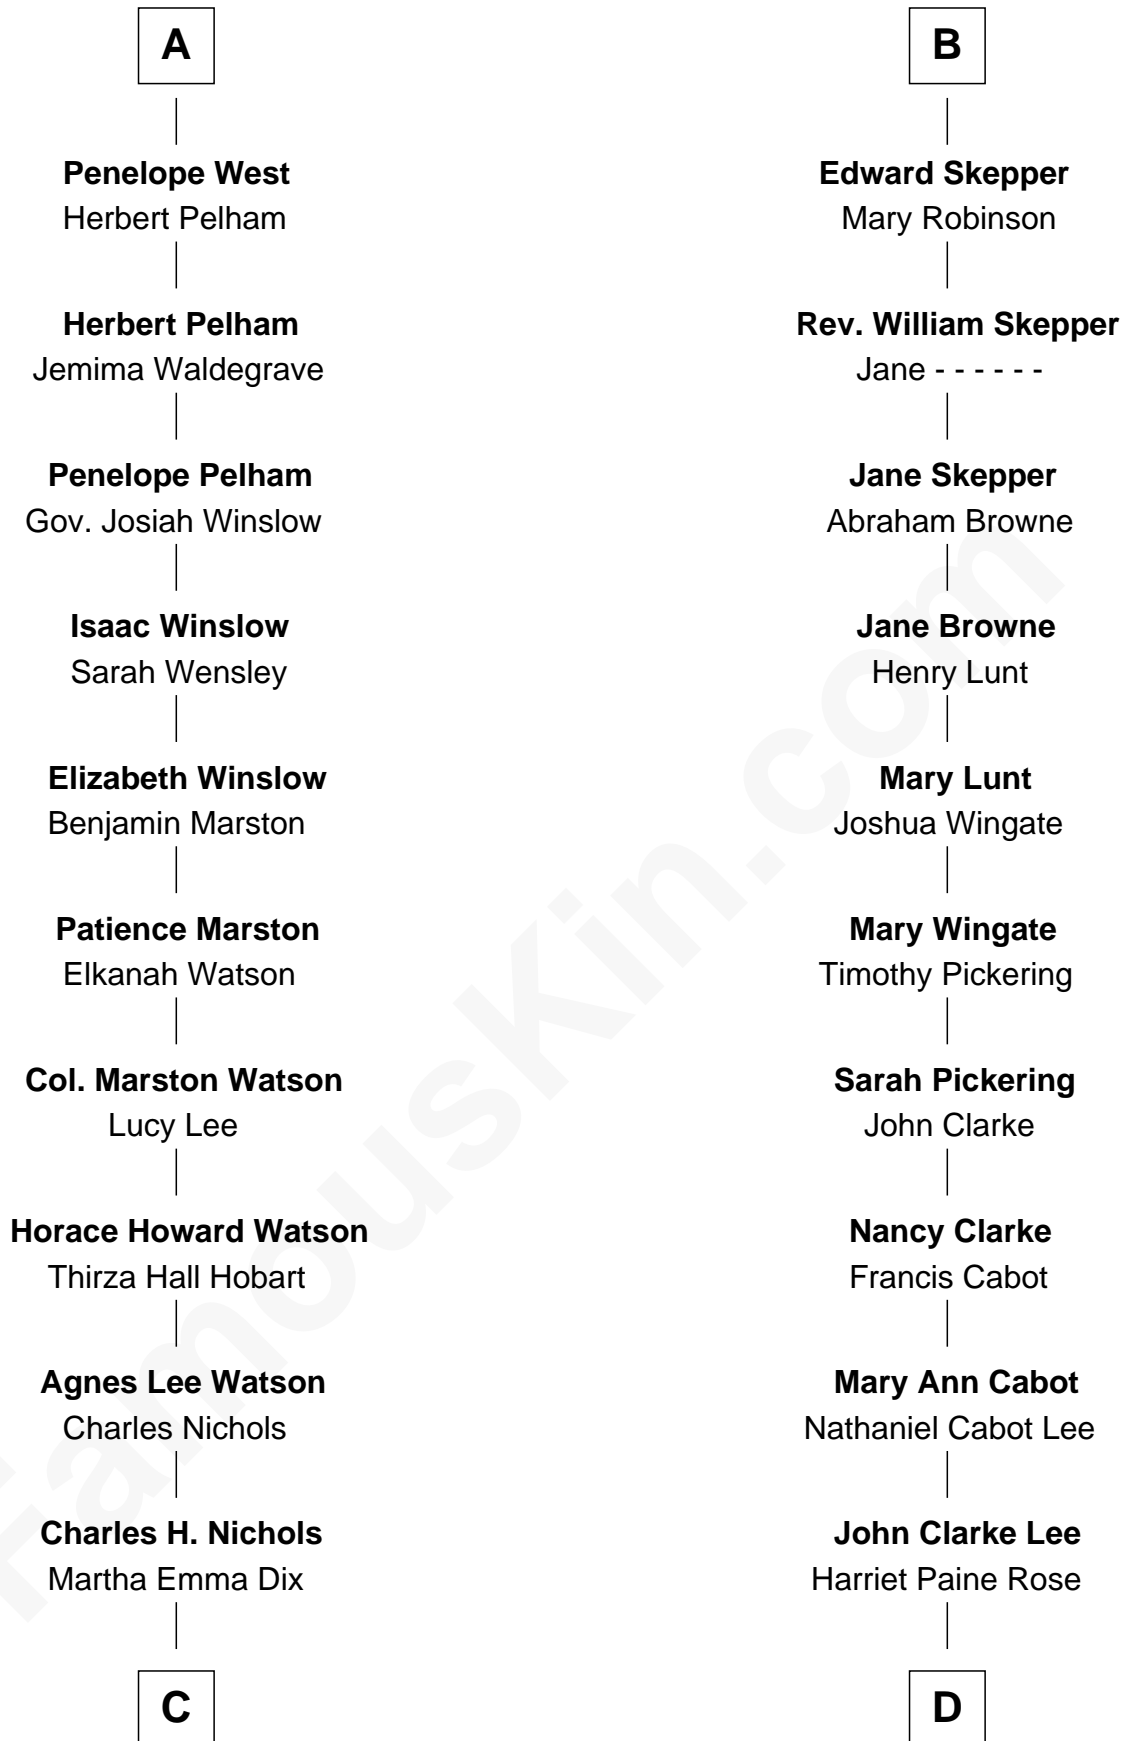 A
Penelope West
Herbert Pelham
Herbert Pelham
Jemima Waldegrave
Penelope Pelham
Gov. Josiah Winslow
Isaac Winslow
Sarah Wensley
Elizabeth Winslow
Benjamin Marston
Patience Marston
Elkanah Watson
Col. Marston Watson
Lucy Lee
Horace Howard Watson
Thirza Hall Hobart
Agnes Lee Watson
Charles Nichols
Charles H. Nichols
Martha Emma Dix
C
B
Edward Skepper
Mary Robinson
Rev. William Skepper
Jane - - - - - -
Jane Skepper
Abraham Browne
Jane Browne
Henry Lunt
Mary Lunt
Joshua Wingate
Mary Wingate
Timothy Pickering
Sarah Pickering
John Clarke
Nancy Clarke
Francis Cabot
Mary Ann Cabot
Nathaniel Cabot Lee
John Clarke Lee
Harriet Paine Rose
D
FamousKin.com